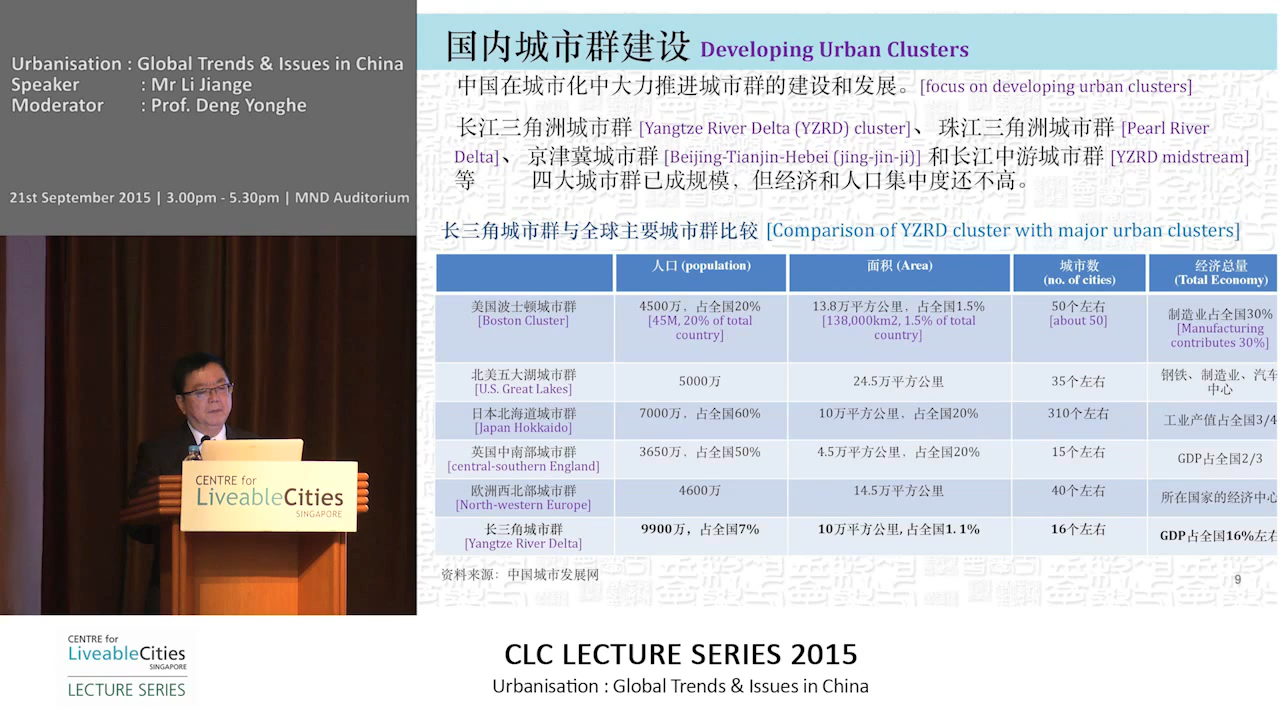 Urbanisation : Global Trends & Issues in China
Speaker : Mr Li Jiange
Moderator : Prof. Deng Yonghe
21st September 2015 | 3.00pm - 5.30pm | MND Auditorium
CENTRE for
LiveableCities
SINGAPORE
国内城市群建设 Developing Urban Clusters
中国在城市化中大力推进城市群的建设和发展。[focus on developing urban clusters]
长江三角洲城市群 [Yangtze River Delta (YZRD) cluster]、 珠江三角洲城市群 [Pearl River
Delta]、 京津冀城市群 [Beijing-Tianjin-Hebei (jing-jin-ji)] 和长江中游城市群 [YZRD midstream]
等 四大城市群已成规模，但经济和人口集中度还不高。
长三角城市群与全球主要城市群比较 [Comparison of YZRD cluster with major urban clusters]
人口 (population) 面积 (Area) 城市数 经济总量
(no. of cities) (Total Economy)
美国波士顿城市群 4500万，占全国20% 13.8万平方公里，占全国1.5% 50个左右 制造业占全国30%
[Boston Cluster] [45M, 20% of total [138,000km2, 1.5% of total [about 50] [Manufacturing
country] country] contributes 30%]
北美五大湖城市群 5000万 24.5万平方公里 35个左右 钢铁、制造业、汽车
[U.S. Great Lakes] 中心
日本北海道城市群 7000万，占全国60% 10万平方公里，占全国20% 310个左右 工业产值占全国3/4
[Japan Hokkaido]
英国中南部城市群 3650万，占全国50% 4.5万平方公里，占全国20% 15个左右 GDP占全国2/3
[central-southern England]
欧洲西北部城市群 4600万 14.5万平方公里 40个左右 所在国家的经济中心
[North-western Europe]
长三角城市群 9900万，占全国7% 10万平方公里,占全国1.1% 16个左右 GDP占全国16%左右
[Yangtze River Delta]
资料来源：中国城市发展网
9
CENTRE for
LiveableCities
SINGAPORE
LECTURE SERIES
CLC LECTURE SERIES 2015
Urbanisation : Global Trends & Issues in China